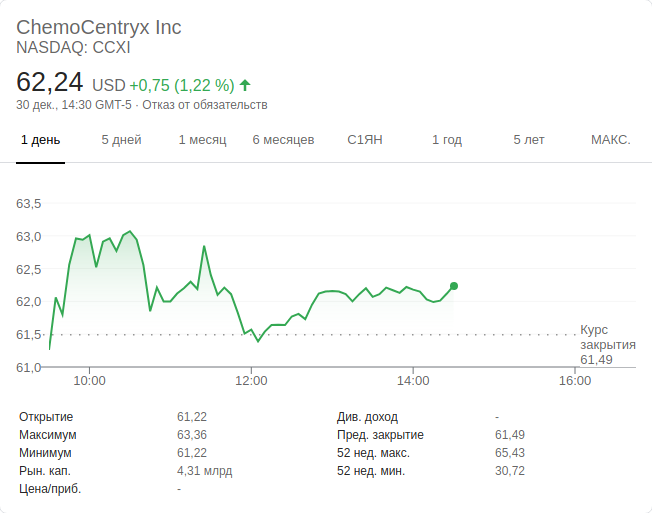 ChemoCentryx Inc
NASDAQ: CCXI
62,24 USD +0,75 (1,22 %)
30 дек., 14:30 GMT-5 · Отказ от обязательств
1 день 5 дней 1 месяц 6 месяцев С1ЯН 1 год 5 лет МАКС.
63,5
63,0
62,5
62,0
61,5
61,0
Курс
закрытия
61,49
10:00 12:00 14:00 16:00
Открытие 61,22 Див. доход -
Максимум 63,36 Пред. закрытие 61,49
Минимум 61,22 52 нед. макс. 65,43
Рын. кап. 4,31 млрд 52 нед. мин. 30,72
Цена/приб. -